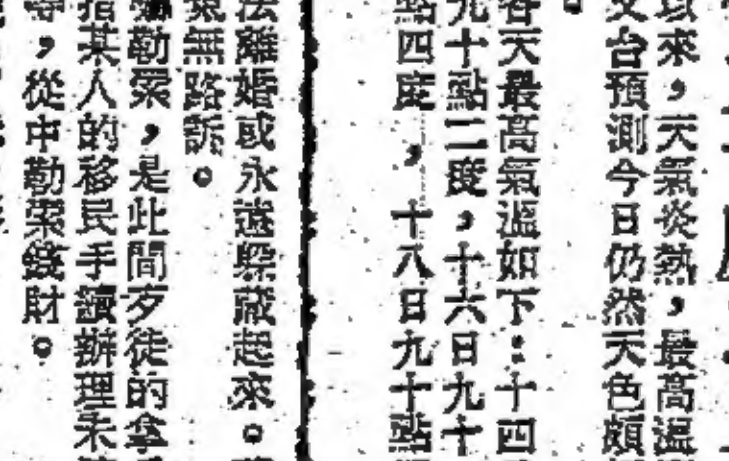 以來，天氣炎熱，最高溫
文台預測今日仍然天色頗
。
各天最高氣溫如下：十四
九十點二度，十六日九十
點四度，十八日九十點
法離婚或永遠躲藏起來。
冤無路訴。
勒索，是此間歹徒的拿
指某人的移民手續辦理未
等，從中勒索錢財。